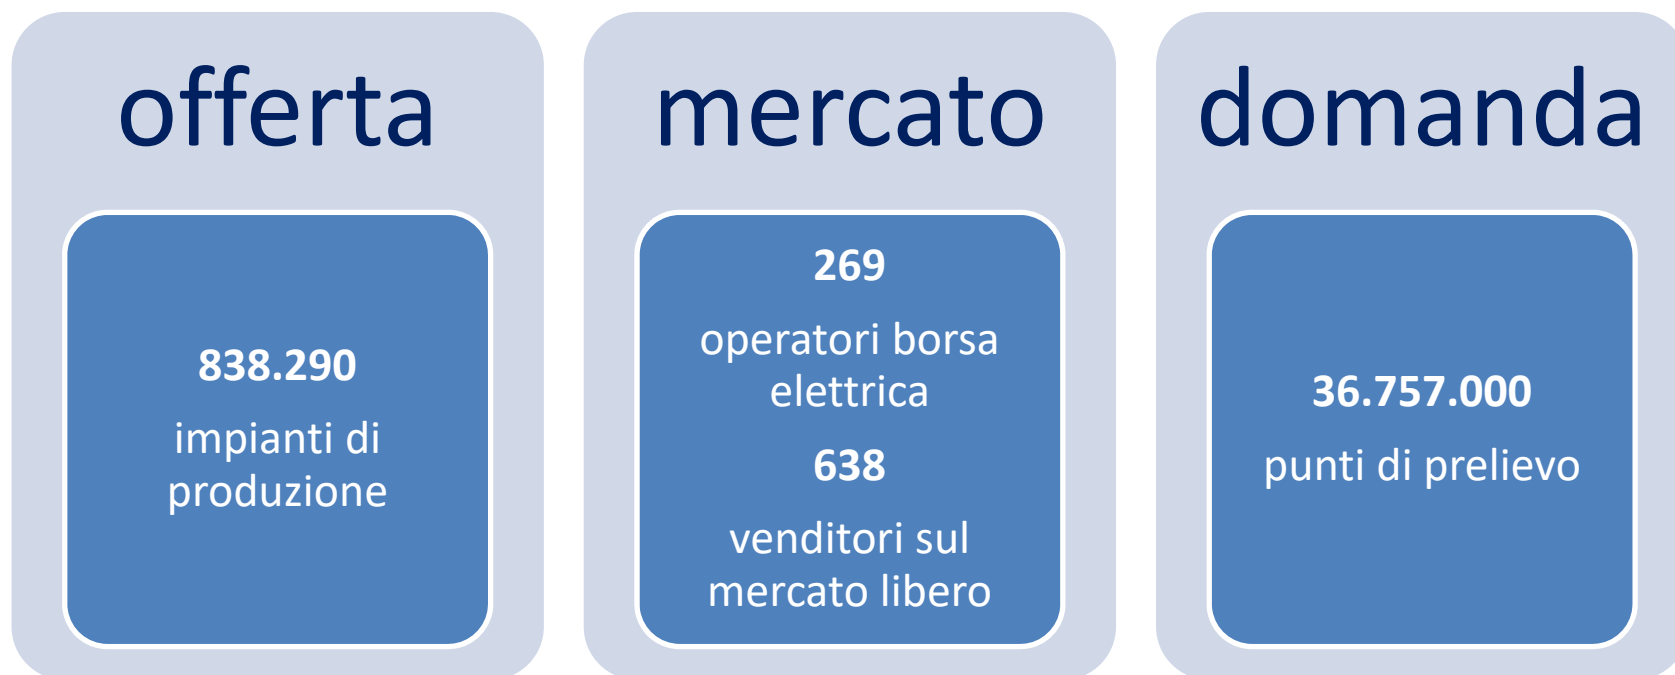 offerta
838.290
impianti di
produzione
mercato
269
operatori borsa
elettrica
638
venditori sul
mercato libero
domanda
36.757.000
punti di prelievo